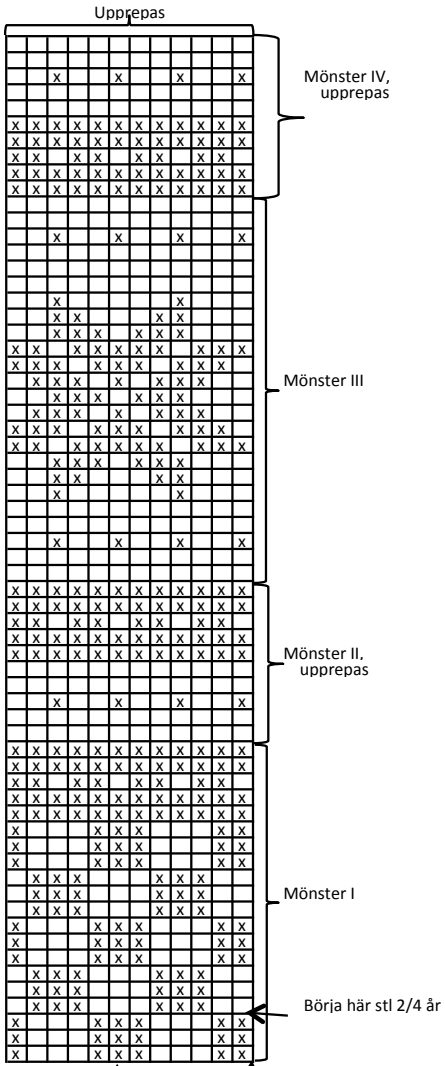 Upprepas
Mönster IV,
upprepas
Mönster III
Mönster II,
upprepas
Mönster I
Börja här stl 2/4 år